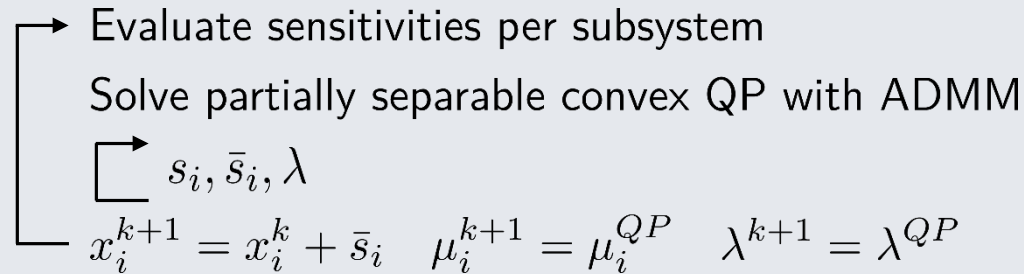 Evaluate sensitivities per subsystem
Solve partially separable convex QP with ADMM
$s_i, \bar{s}_i, \lambda$
$x_i^{k+1} = x_i^k + \bar{s}_i \quad \mu_i^{k+1} = \mu_i^{QP} \quad \lambda^{k+1} = \lambda^{QP}$